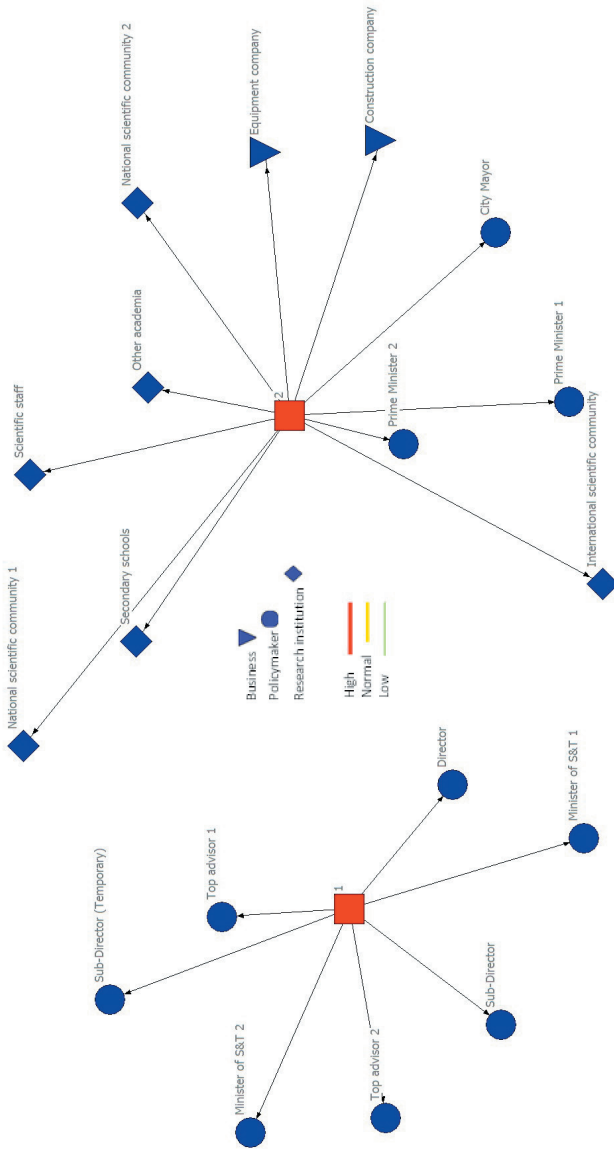 National scientific community 1
Scientific staff
National scientific community 2
Other academia
Secondary schools
Equipment company
Construction company
2
City Mayor
Prime Minister 2
Prime Minister 1
International scientific community
Business
Policymaker
Research institution
High
Normal
Low
Sub-Director (Temporary)
Top advisor 1
Director
Minister of S&T 2
1
Minister of S&T 1
Top advisor 2
Sub-Director